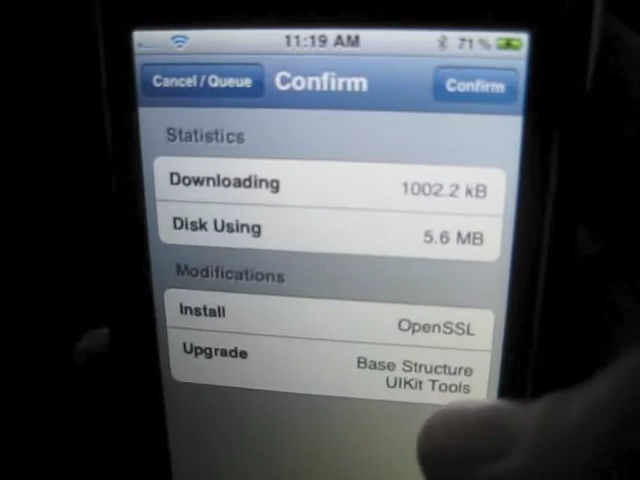 11:19 AM 71%
Cancel / Queue Confirm Confirm
Statistics
Downloading 1002.2 kB
Disk Using 5.6 MB
Modifications
Install OpenSSL
Upgrade Base Structure
UIKit Tools